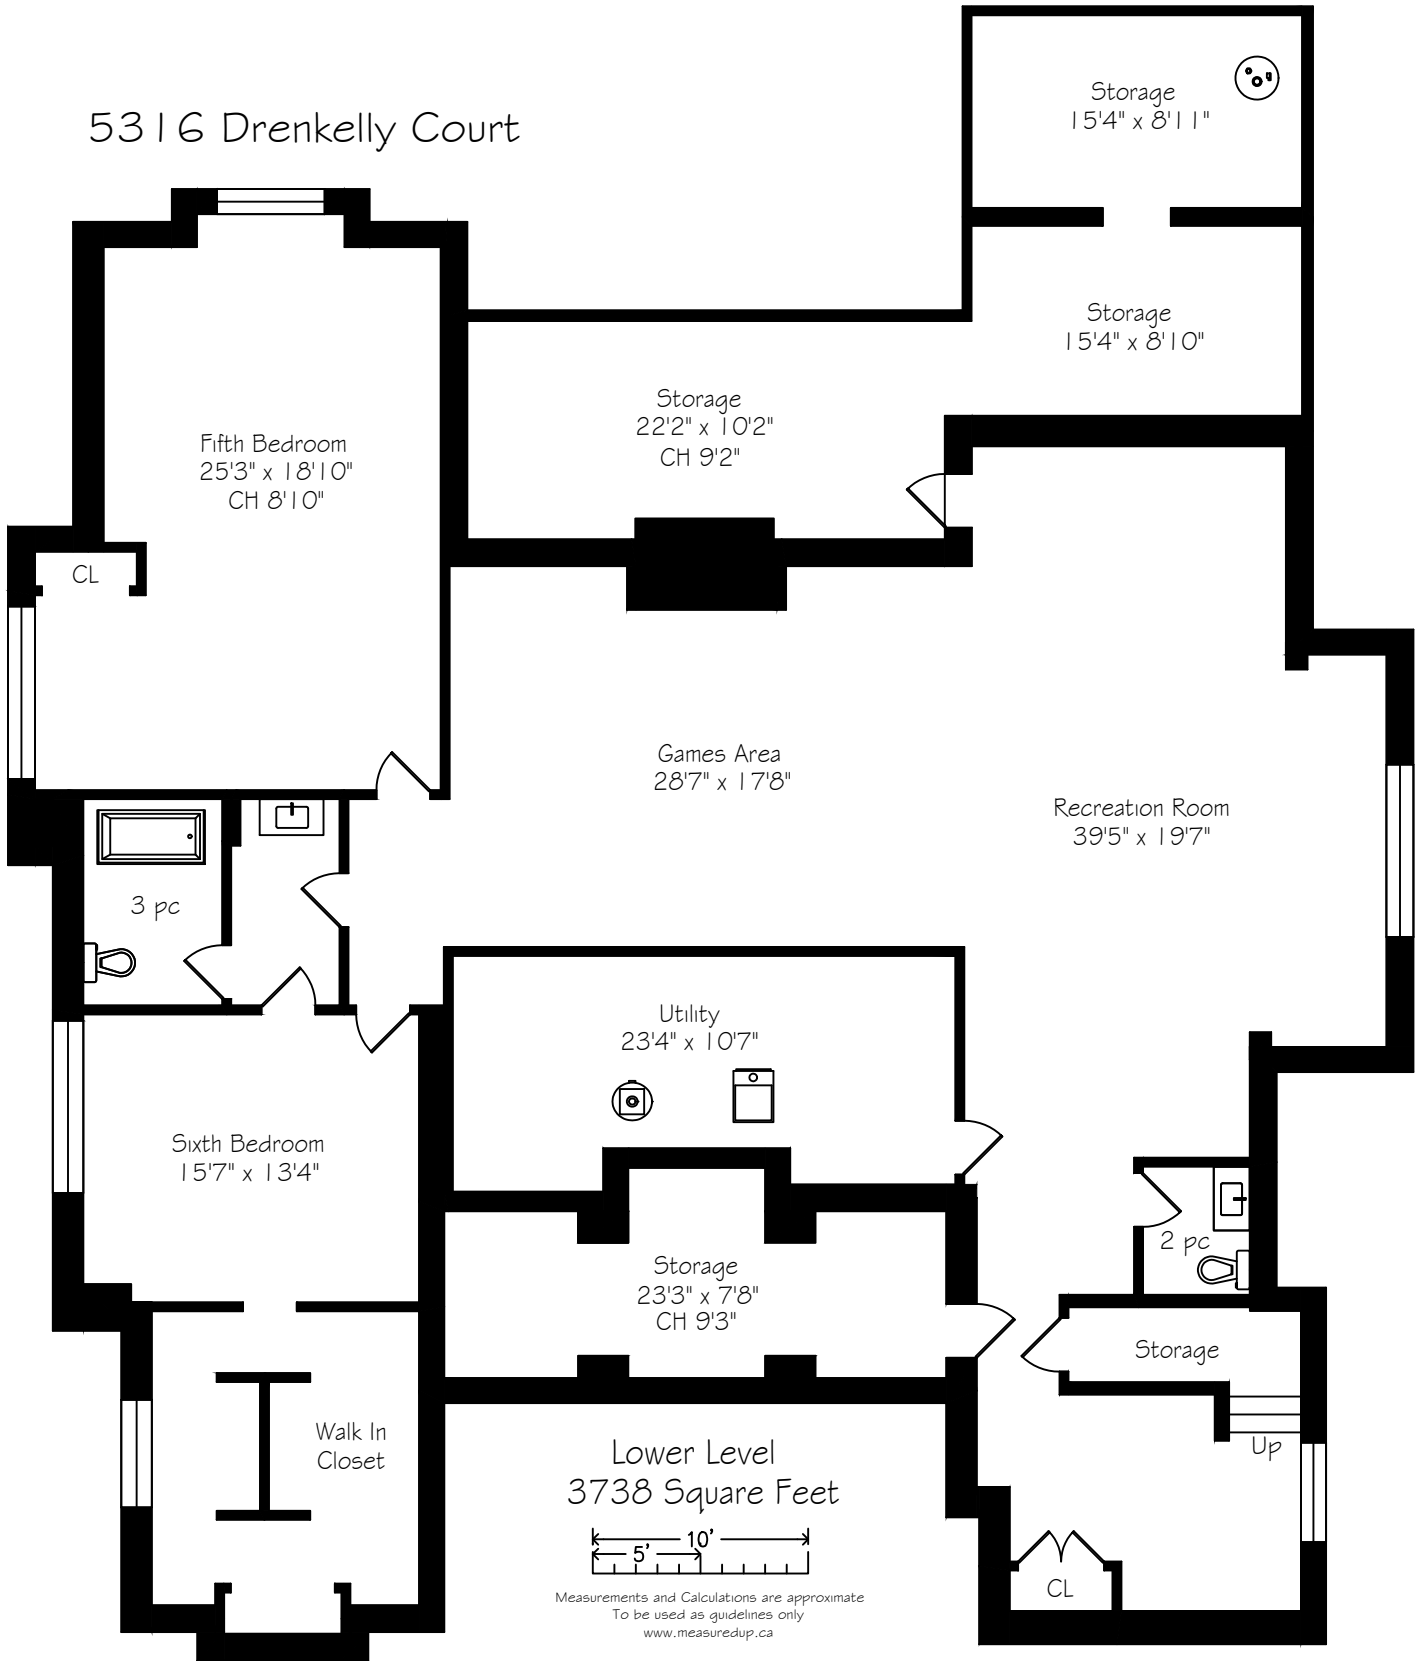 5316 Drenkelly Court
Storage
15'4" x 8'11"
Storage
15'4" x 8'10"
Storage
22'2" x 10'2"
CH 9'2"
Fifth Bedroom
25'3" x 18'10"
CH 8'10"
CL
Games Area
28'7" x 17'8"
Recreation Room
39'5" x 19'7"
3 pc
Utility
23'4" x 10'7"
Sixth Bedroom
15'7" x 13'4"
2 pc
Storage
23'3" x 7'8"
CH 9'3"
Storage
Up
Walk In
Closet
Lower Level
3738 Square Feet
10'
5'
CL
Measurements and Calculations are approximate
To be used as guidelines only
www.measuredup.ca